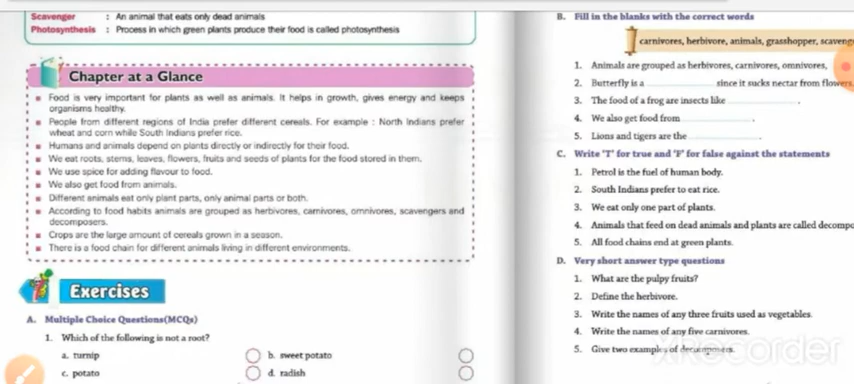 Scavenger : An animal that eats only dead animals
Photosynthesis : Process in which green plants produce their food is called photosynthesis
Chapter at a Glance
Food is very important for plants as well as animals. It helps in growth, gives energy and keeps
organisms healthy.
People from different regions of India prefer different cereals. For example : North Indians prefer
wheat and corn while South Indians prefer rice.
Humans and animals depend on plants directly or indirectly for their food.
We eat roots, stems, leaves, flowers, fruits and seeds of plants for the food stored in them.
We use spice for adding flavour to food.
We also get food from animals.
Different animals eat only plant parts, only animal parts or both.
According to food habits animals are grouped as herbivores, carnivores, omnivores, scavengers and
decomposers.
Crops are the large amount of cereals grown in a season.
There is a food chain for different animals living in different environments.
Exercises
A. Multiple Choice Questions(MCQs)
1. Which of the following is not a root?
a. turnip b. sweet potato
c. potato d. radish
B. Fill in the blanks with the correct words
carnivores, herbivore, animals, grasshopper, scaveng
1. Animals are grouped as herbivores, carnivores, omnivores,
2. Butterfly is a ____________ since it sucks nectar from flowers.
3. The food of a frog are insects like ____________.
4. We also get food from ____________.
5. Lions and tigers are the ____________.
C. Write 'T' for true and 'F' for false against the statements
1. Petrol is the fuel of human body.
2. South Indians prefer to eat rice.
3. We eat only one part of plants.
4. Animals that feed on dead animals and plants are called decompo
5. All food chains end at green plants.
D. Very short answer type questions
1. What are the pulpy fruits?
2. Define the herbivore.
3. Write the names of any three fruits used as vegetables.
4. Write the names of any five carnivores.
5. Give two examples of decomposers.
XRecorder